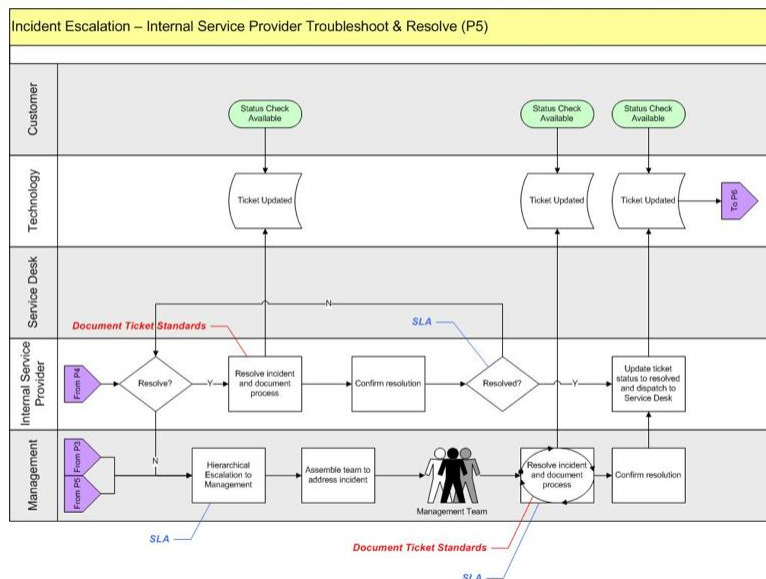 Incident Escalation – Internal Service Provider Troubleshoot & Resolve (P5)
Customer
Status Check
Available
Status Check
Available
Status Check
Available
Technology
Ticket Updated
Ticket Updated
Ticket Updated
To P6
Service Desk
N
Document Ticket Standards
SLA
Internal Service
Provider
From P4
Resolve?
Y
Resolve incident
and document
process
Confirm resolution
Resolved?
Y
Update ticket
status to resolved
and dispatch to
Service Desk
Management
From P3
From P5
N
Hierarchical
Escalation to
Management
Assemble team to
address incident
Management Team
Resolve incident
and document
process
Confirm resolution
SLA
Document Ticket Standards
SLA